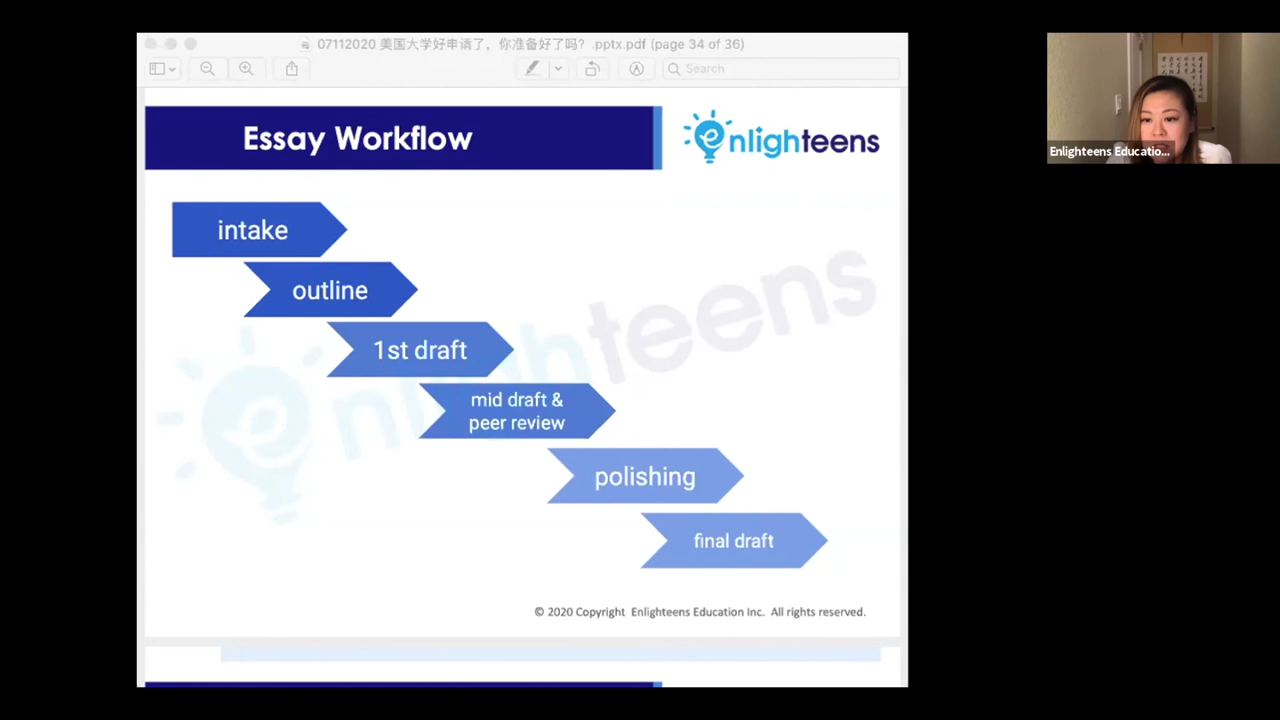 07112020 美国大学好申请了，你准备好了吗？.pptx.pdf (page 34 of 36)
Search
Essay Workflow
enlighteens
intake
outline
1st draft
mid draft &
peer review
polishing
final draft
enlighteens
© 2020 Copyright Enlighteens Education Inc. All rights reserved.
Enlighteens Educatio...